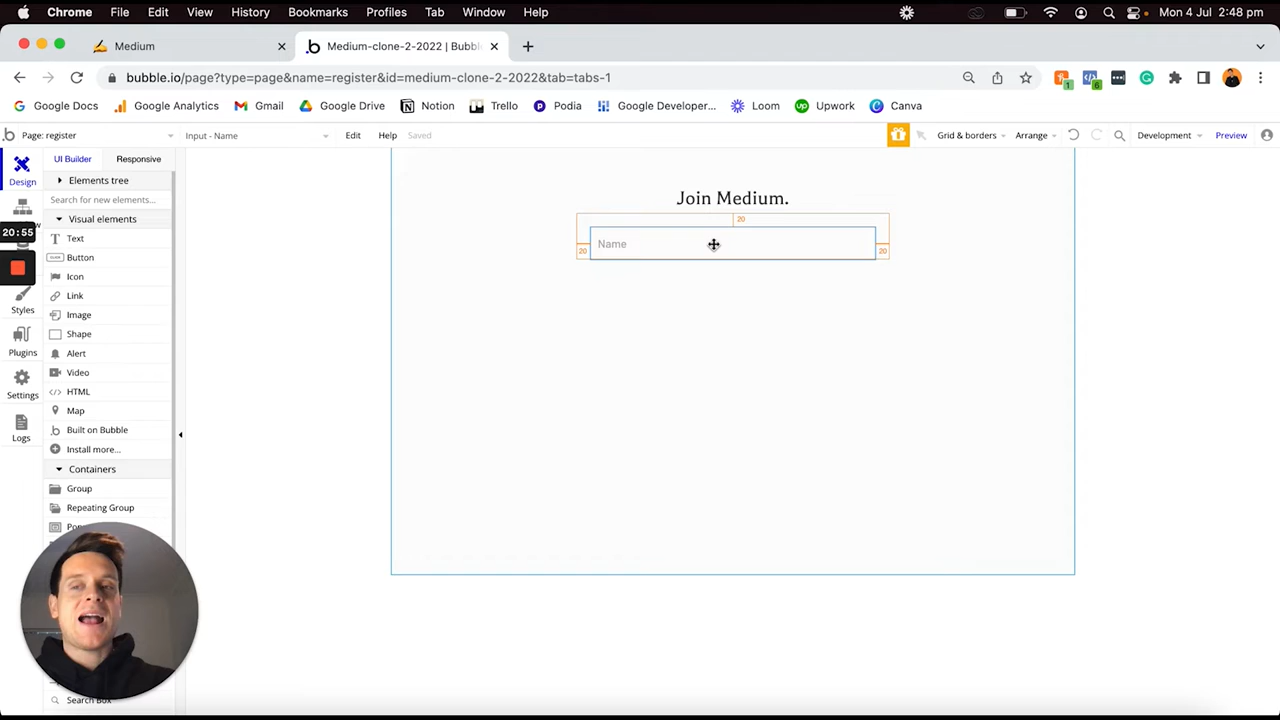 Chrome File Edit View History Bookmarks Profiles Tab Window Help Mon 4 Jul 2:48 pm
Medium Medium-clone-2-2022 | Bubbl
bubble.io/page?type=page&name=register&id=medium-clone-2-2022&tab=tabs-1 1 6
Google Docs Google Analytics Gmail Google Drive Notion Trello Podia Google Developer... Loom Upwork Canva
Page: register Input - Name Edit Help Saved Grid & borders Arrange Development Preview
UI Builder Responsive
Design
Elements tree
Search for new elements...
Visual elements
20:55
Text
Button
Icon
Link
Styles
Image
Shape
Plugins
Alert
Video
Settings
HTML
Map
Logs
Built on Bubble
Install more...
Containers
Group
Repeating Group
Search Box
Join Medium.
20
Name
20 20